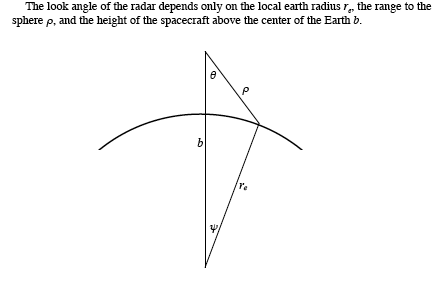 The look angle of the radar depends only on the local earth radius rₑ, the range to the
sphere ρ, and the height of the spacecraft above the center of the Earth b.
θ
ρ
b
rₑ
ψ